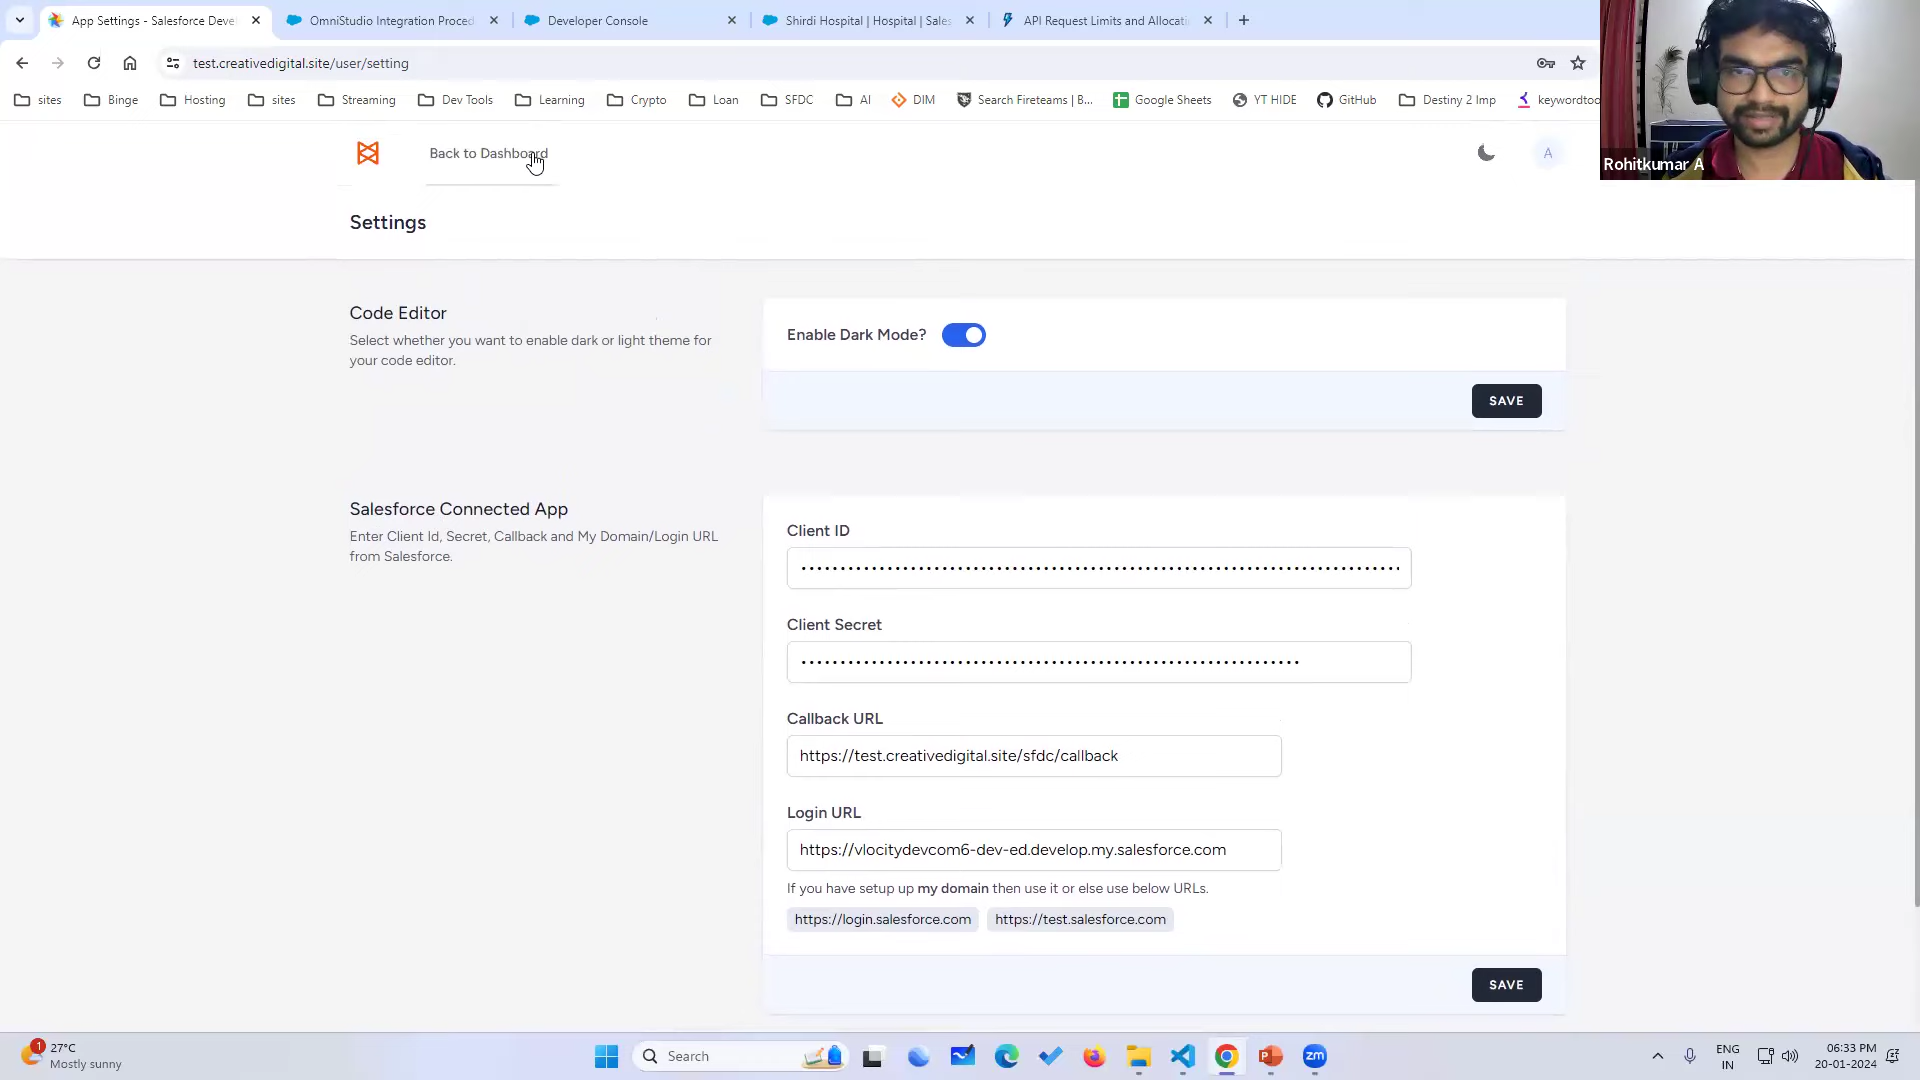 App Settings - Salesforce Deve
OmniStudio Integration Proced
Developer Console
Shirdi Hospital | Hospital | Sales
API Request Limits and Allocati
test.creativedigital.site/user/setting
sites
Binge
Hosting
sites
Streaming
Dev Tools
Learning
Crypto
Loan
SFDC
AI
DIM
Search Fireteams | B...
Google Sheets
YT HIDE
GitHub
Destiny 2 Imp
keywordtoo
Rohitkumar A
Back to Dashboard
A
Settings
Code Editor
Select whether you want to enable dark or light theme for
your code editor.
Enable Dark Mode?
SAVE
Salesforce Connected App
Enter Client Id, Secret, Callback and My Domain/Login URL
from Salesforce.
Client ID
Client Secret
Callback URL
https://test.creativedigital.site/sfdc/callback
Login URL
https://vlocitydevcom6-dev-ed.develop.my.salesforce.com
If you have setup up my domain then use it or else use below URLs.
https://login.salesforce.com
https://test.salesforce.com
SAVE
1
27°C
Mostly sunny
Search
zm
ENG
IN
06:33 PM
20-01-2024